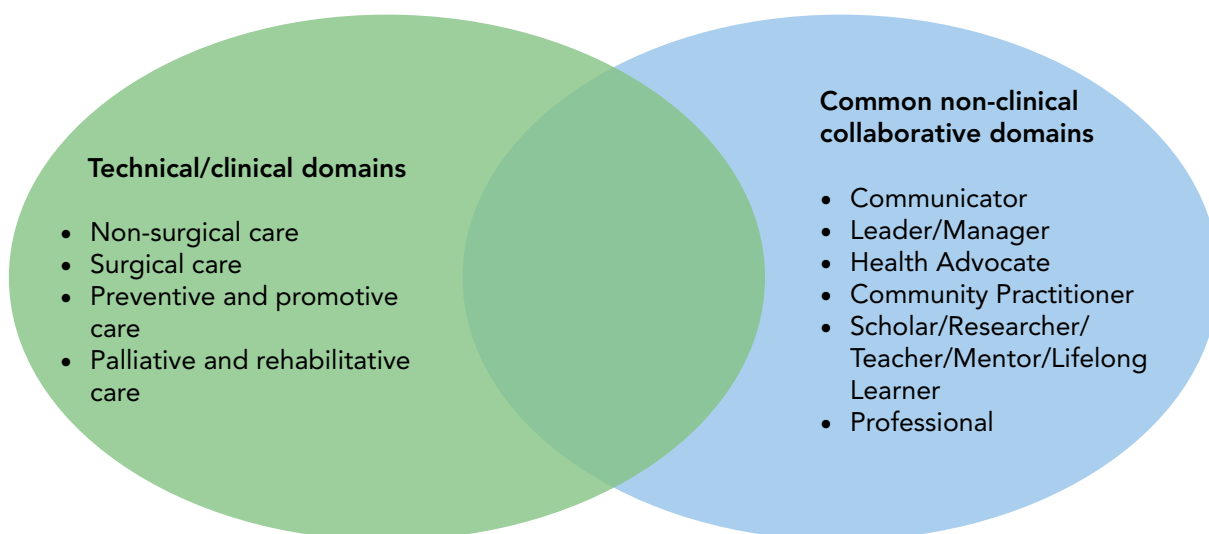 Technical/clinical domains
• Non-surgical care
• Surgical care
• Preventive and promotive
care
• Palliative and rehabilitative
care
Common non-clinical
collaborative domains
• Communicator
• Leader/Manager
• Health Advocate
• Community Practitioner
• Scholar/Researcher/
Teacher/Mentor/Lifelong
Learner
• Professional